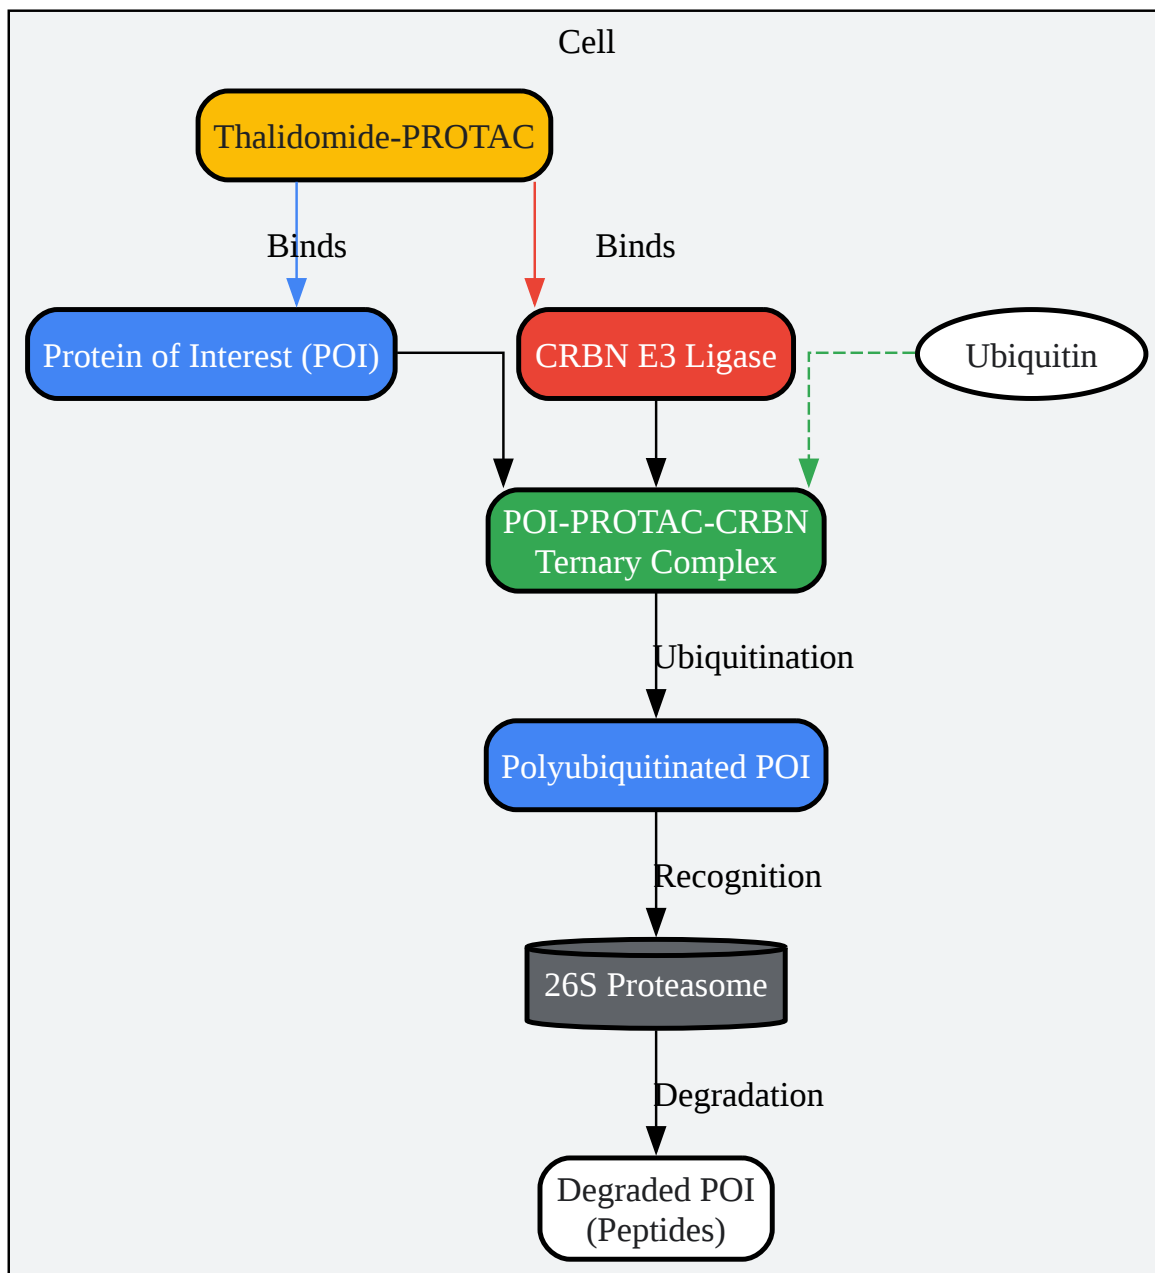 Cell
Thalidomide-PROTAC
Binds
Binds
Protein of Interest (POI)
CRBN E3 Ligase
Ubiquitin
POI-PROTAC-CRBN
Ternary Complex
Ubiquitination
Polyubiquitinated POI
Recognition
26S Proteasome
Degradation
Degraded POI
(Peptides)